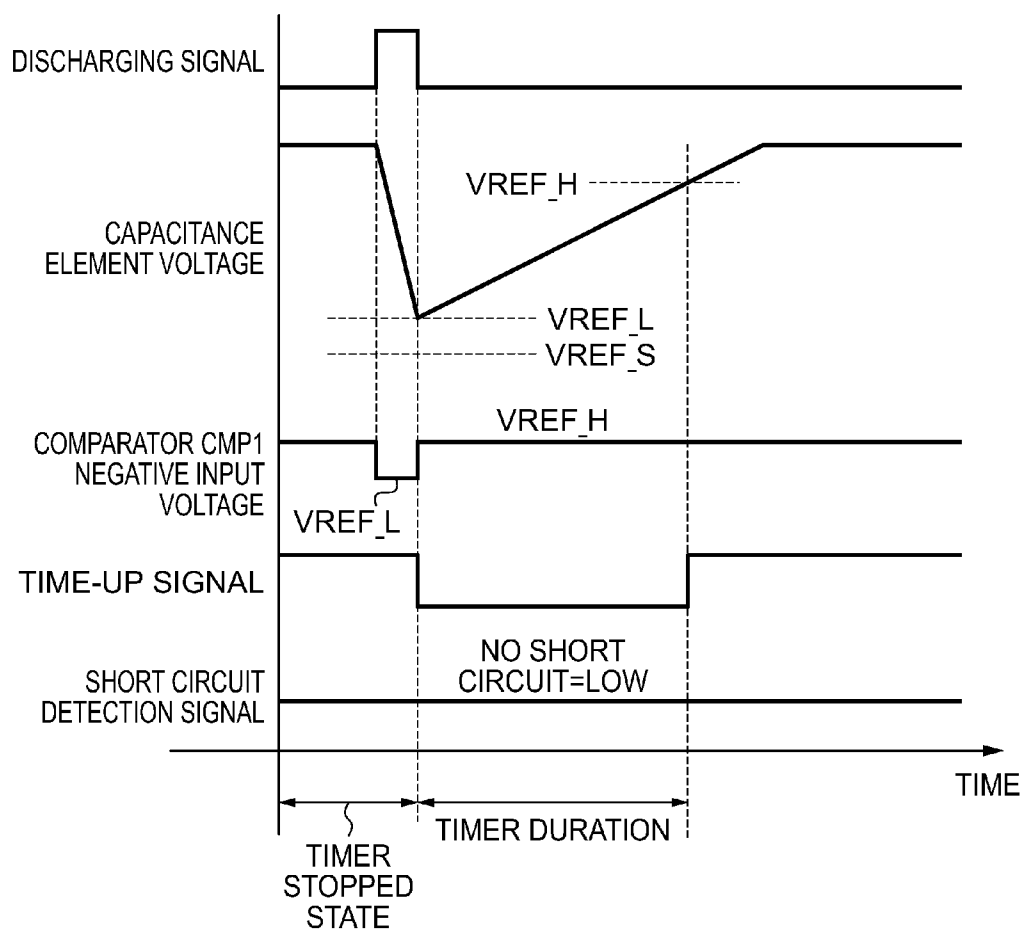 DISCHARGING SIGNAL
VREF_H
CAPACITANCE
ELEMENT VOLTAGE
VREF_L
VREF_S
VREF_H
COMPARATOR CMP1
NEGATIVE INPUT
VOLTAGE
VREF_L
TIME-UP SIGNAL
NO SHORT
CIRCUIT=LOW
SHORT CIRCUIT
DETECTION SIGNAL
TIME
TIMER DURATION
TIMER
STOPPED
STATE